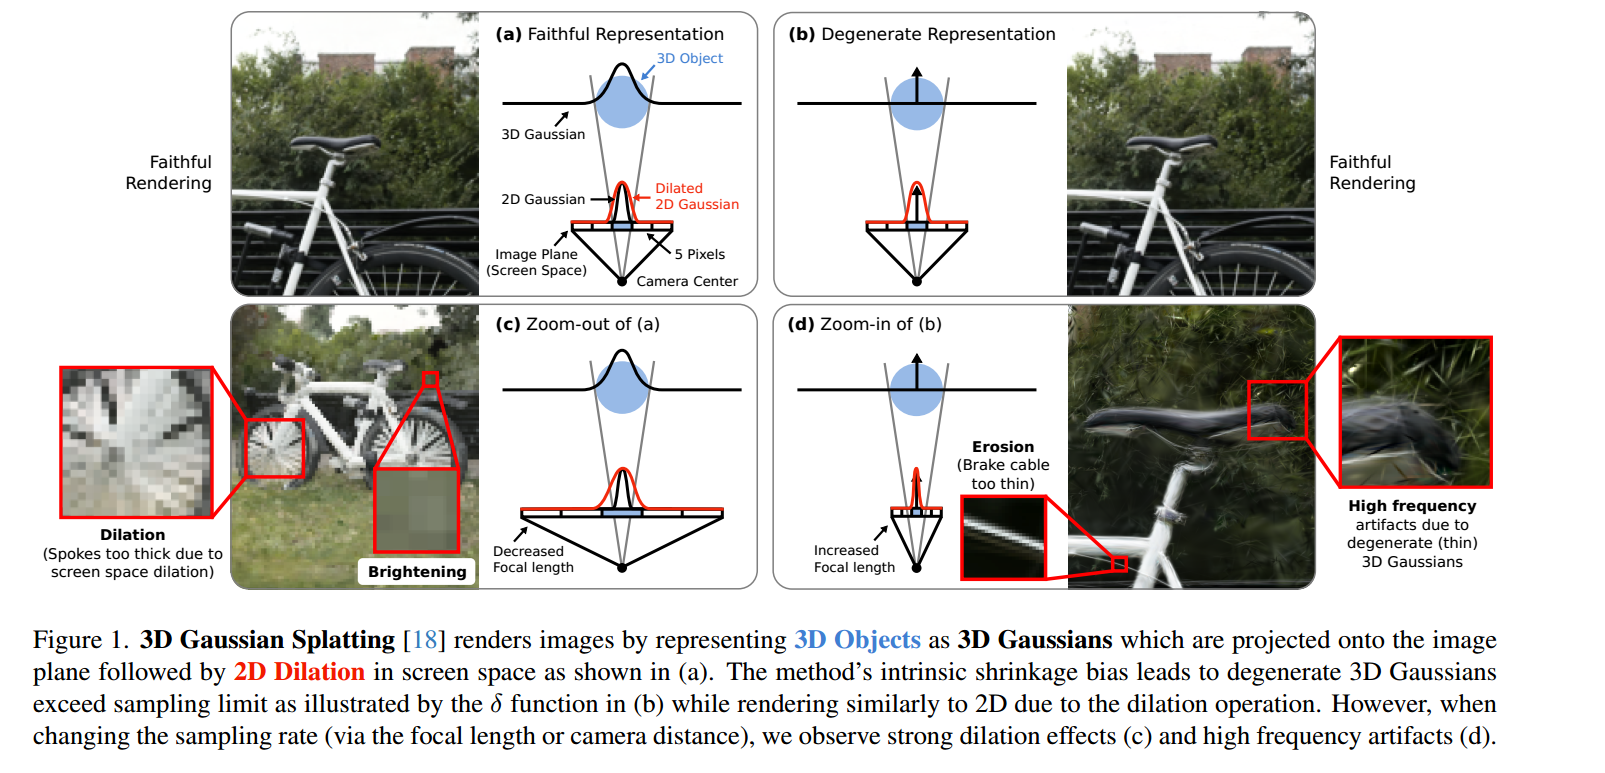 (a) Faithful Representation
3D Object
3D Gaussian
2D Gaussian
Dilated
2D Gaussian
Image Plane
(Screen Space)
5 Pixels
Camera Center
Faithful
Rendering
(b) Degenerate Representation
Faithful
Rendering
(c) Zoom-out of (a)
Decreased
Focal length
Dilation
(Spokes too thick due to
screen space dilation)
Brightening
(d) Zoom-in of (b)
Increased
Focal length
Erosion
(Brake cable
too thin)
High frequency
artifacts due to
degenerate (thin)
3D Gaussians
Figure 1. 3D Gaussian Splatting [18] renders images by representing 3D Objects as 3D Gaussians which are projected onto the image
plane followed by 2D Dilation in screen space as shown in (a). The method's intrinsic shrinkage bias leads to degenerate 3D Gaussians
exceed sampling limit as illustrated by the δ function in (b) while rendering similarly to 2D due to the dilation operation. However, when
changing the sampling rate (via the focal length or camera distance), we observe strong dilation effects (c) and high frequency artifacts (d).